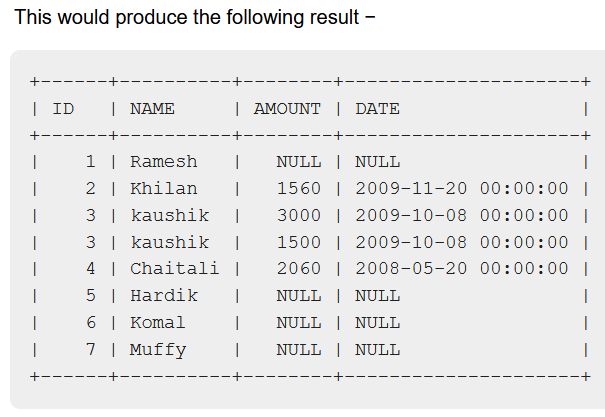 This would produce the following result −
+------+----------+--------+---------------------+
| ID   | NAME     | AMOUNT | DATE                |
+------+----------+--------+---------------------+
|    1 | Ramesh   |   NULL | NULL                |
|    2 | Khilan   |   1560 | 2009-11-20 00:00:00 |
|    3 | kaushik  |   3000 | 2009-10-08 00:00:00 |
|    3 | kaushik  |   1500 | 2009-10-08 00:00:00 |
|    4 | Chaitali |   2060 | 2008-05-20 00:00:00 |
|    5 | Hardik   |   NULL | NULL                |
|    6 | Komal    |   NULL | NULL                |
|    7 | Muffy    |   NULL | NULL                |
+------+----------+--------+---------------------+